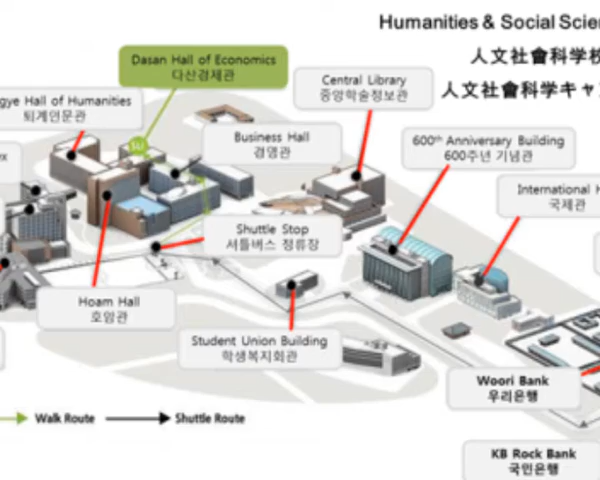 Humanities & Social Scie
人文社會科学校
人文社會科学キャ
Dasan Hall of Economics
다산경제관
Central Library
중앙학술정보관
gye Hall of Humanities
퇴계인문관
Business Hall
경영관
600th Anniversary Building
600주년 기념관
International H
국제관
Shuttle Stop
셔틀버스 정류장
Hoam Hall
호암관
Student Union Building
학생복지회관
Woori Bank
우리은행
Walk Route
Shuttle Route
KB Rock Bank
국민은행